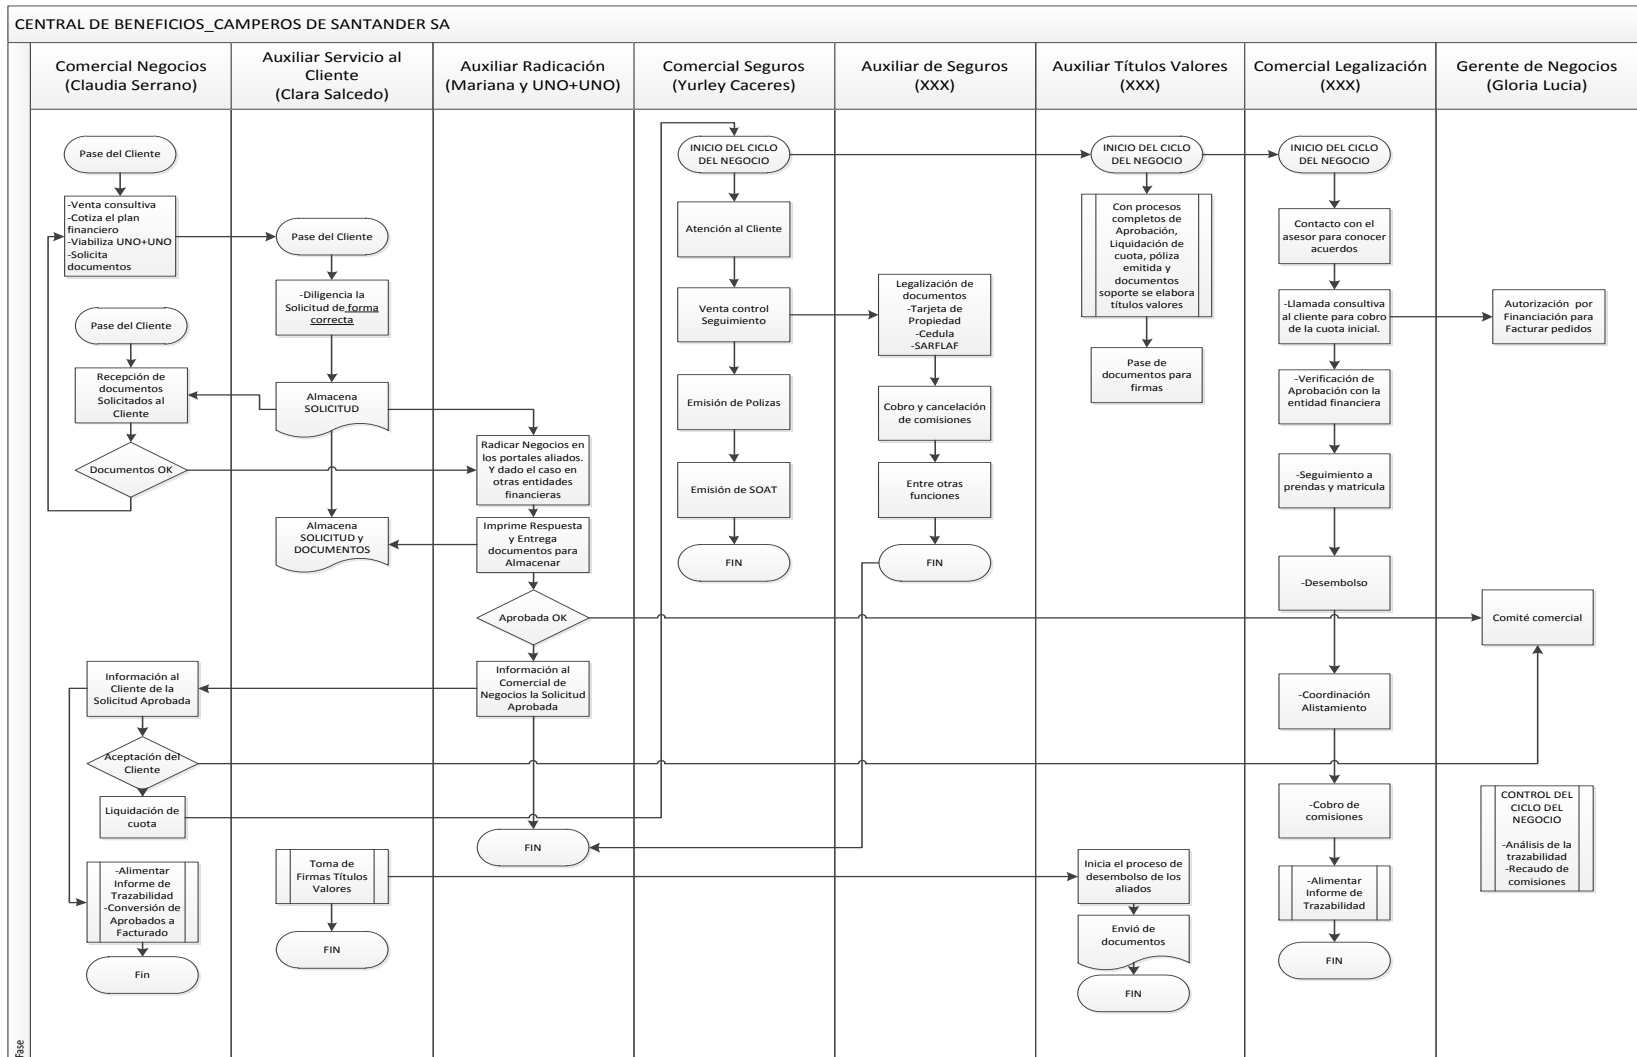 CENTRAL DE BENEFICIOS_CAMPEROS DE SANTANDER SA
Comercial Negocios
(Claudia Serrano)
Auxiliar Servicio al
Cliente
(Clara Salcedo)
Auxiliar Radicación
(Mariana y UNO+UNO)
Comercial Seguros
(Yurley Caceres)
Auxiliar de Seguros
(XXX)
Auxiliar Títulos Valores
(XXX)
Comercial Legalización
(XXX)
Gerente de Negocios
(Gloria Lucia)
Pase del Cliente
-Venta consultiva
-Cotiza el plan
financiero
-Viabiliza UNO+UNO
-Solicita
documentos
Pase del Cliente
Recepción de
documentos
Solicitados al
Cliente
Documentos OK
Información al
Cliente de la
Solicitud Aprobada
Aceptación del
Cliente
Liquidación de
cuota
-Alimentar
Informe de
Trazabilidad
-Conversión de
Aprobados a
Facturado
Fin
Pase del Cliente
-Diligencia la
Solicitud de forma
correcta
Almacena
SOLICITUD
Almacena
SOLICITUD y
DOCUMENTOS
Toma de
Firmas Títulos
Valores
FIN
Radicar Negocios en
los portales aliados.
Y dado el caso en
otras entidades
financieras
Imprime Respuesta
y Entrega
documentos para
Almacenar
Aprobada OK
Información al
Comercial de
Negocios la Solicitud
Aprobada
FIN
INICIO DEL CICLO
DEL NEGOCIO
Atención al Cliente
Venta control
Seguimiento
Emisión de Polizas
Emisión de SOAT
FIN
Legalización de
documentos
-Tarjeta de
Propiedad
-Cedula
-SARFLAF
Cobro y cancelación
de comisiones
Entre otras
funciones
FIN
INICIO DEL CICLO
DEL NEGOCIO
Con procesos
completos de
Aprobación,
Liquidación de
cuota, póliza
emitida y
documentos
soporte se elabora
títulos valores
Pase de
documentos para
firmas
Inicia el proceso de
desembolso de los
aliados
Envió de
documentos
FIN
INICIO DEL CICLO
DEL NEGOCIO
Contacto con el
asesor para conocer
acuerdos
-Llamada consultiva
al cliente para cobro
de la cuota inicial.
-Verificación de
Aprobación con la
entidad financiera
-Seguimiento a
prendas y matricula
-Desembolso
-Coordinación
Alistamiento
-Cobro de
comisiones
-Alimentar
Informe de
Trazabilidad
FIN
Autorización por
Financiación para
Facturar pedidos
Comité comercial
CONTROL DEL
CICLO DEL
NEGOCIO
-Análisis de la
trazabilidad
-Recaudo de
comisiones
Fase